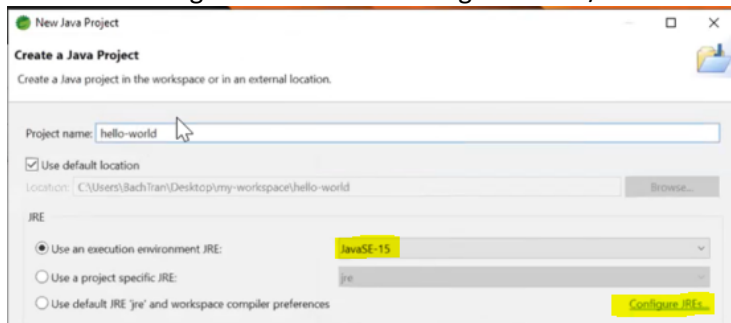 New Java Project
Create a Java Project
Create a Java project in the workspace or in an external location.
Project name: hello-world
Use default location
Location: C:\Users\BachTran\Desktop\my-workspace\hello-world Browse...
JRE
Use an execution environment JRE: JavaSE-15
Use a project specific JRE: jre
Use default JRE 'jre' and workspace compiler preferences Configure JREs...